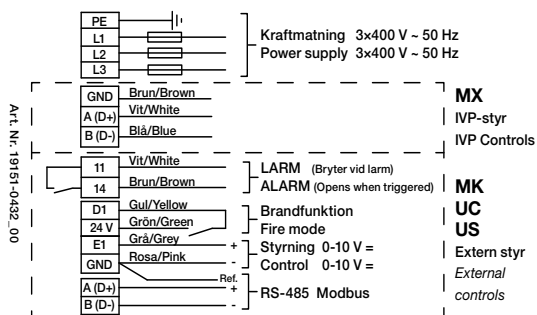 PE
L1
L2
L3
Kraftmatning 3×400 V ~ 50 Hz
Power supply 3×400 V ~ 50 Hz
GND Brun/Brown
A (D+) Vit/White
B (D-) Blå/Blue
MX
IVP-styr
IVP Controls
11 Vit/White
14 Brun/Brown
LARM (Bryter vid larm)
ALARM (Opens when triggered)
D1 Gul/Yellow
24 V Grön/Green
Brandfunktion
Fire mode
E1 Grå/Grey +
GND Rosa/Pink -
Styrning 0-10 V =
Control 0-10 V =
Ref.
A (D+) +
B (D-) -
RS-485 Modbus
MK
UC
US
Extern styr
External
controls
Art. Nr. 19151-0432_00